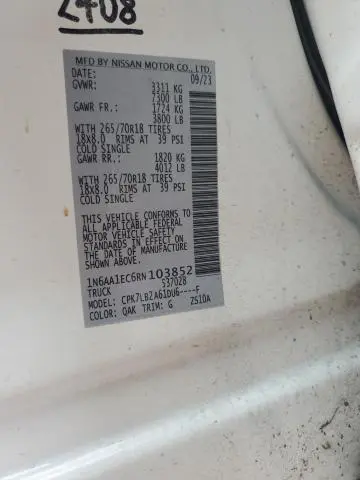 2408
MFD BY NISSAN MOTOR CO., LTD.
DATE: 09/23
GVWR: 3311 KG
7300 LB
GAWR FR.: 1724 KG
3800 LB
WITH 265/70R18 TIRES
18X8.0 RIMS AT 39 PSI
COLD SINGLE
GAWR RR.: 1820 KG
4012 LB
WITH 265/70R18 TIRES
18X8.0 RIMS AT 39 PSI
COLD SINGLE
THIS VEHICLE CONFORMS TO
ALL APPLICABLE FEDERAL
MOTOR VEHICLE SAFETY
STANDARDS IN EFFECT ON
THE DATE OF MANUFACTURE
SHOWN ABOVE.
1N6AA1EC6RN103852
TRUCK S37028
MODEL: CPK7LBZA61DUG----F
COLOR: QAK TRIM: G ZS10A